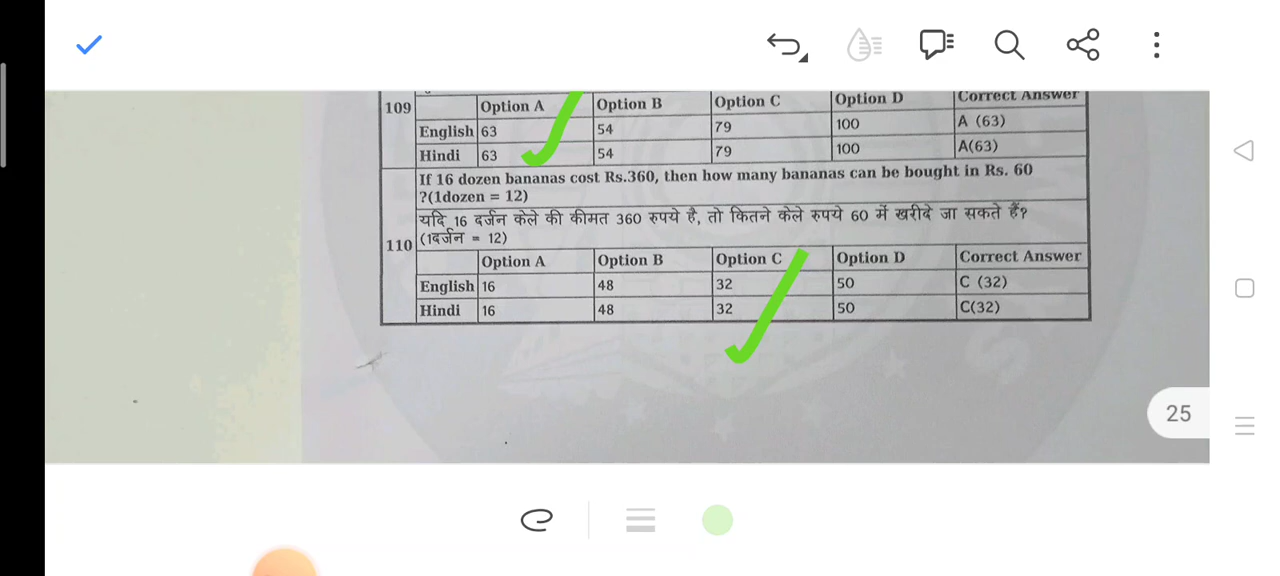 109 Option A Option B Option C Option D Correct Answer
English 63 54 79 100 A (63)
Hindi 63 54 79 100 A(63)
If 16 dozen bananas cost Rs.360, then how many bananas can be bought in Rs. 60
?(1dozen = 12)
यदि 16 दर्जन केले की कीमत 360 रुपये है, तो कितने केले रुपये 60 में खरीदे जा सकते हैं?
110 (1दर्जन = 12)
Option A Option B Option C Option D Correct Answer
English 16 48 32 50 C (32)
Hindi 16 48 32 50 C(32)
25